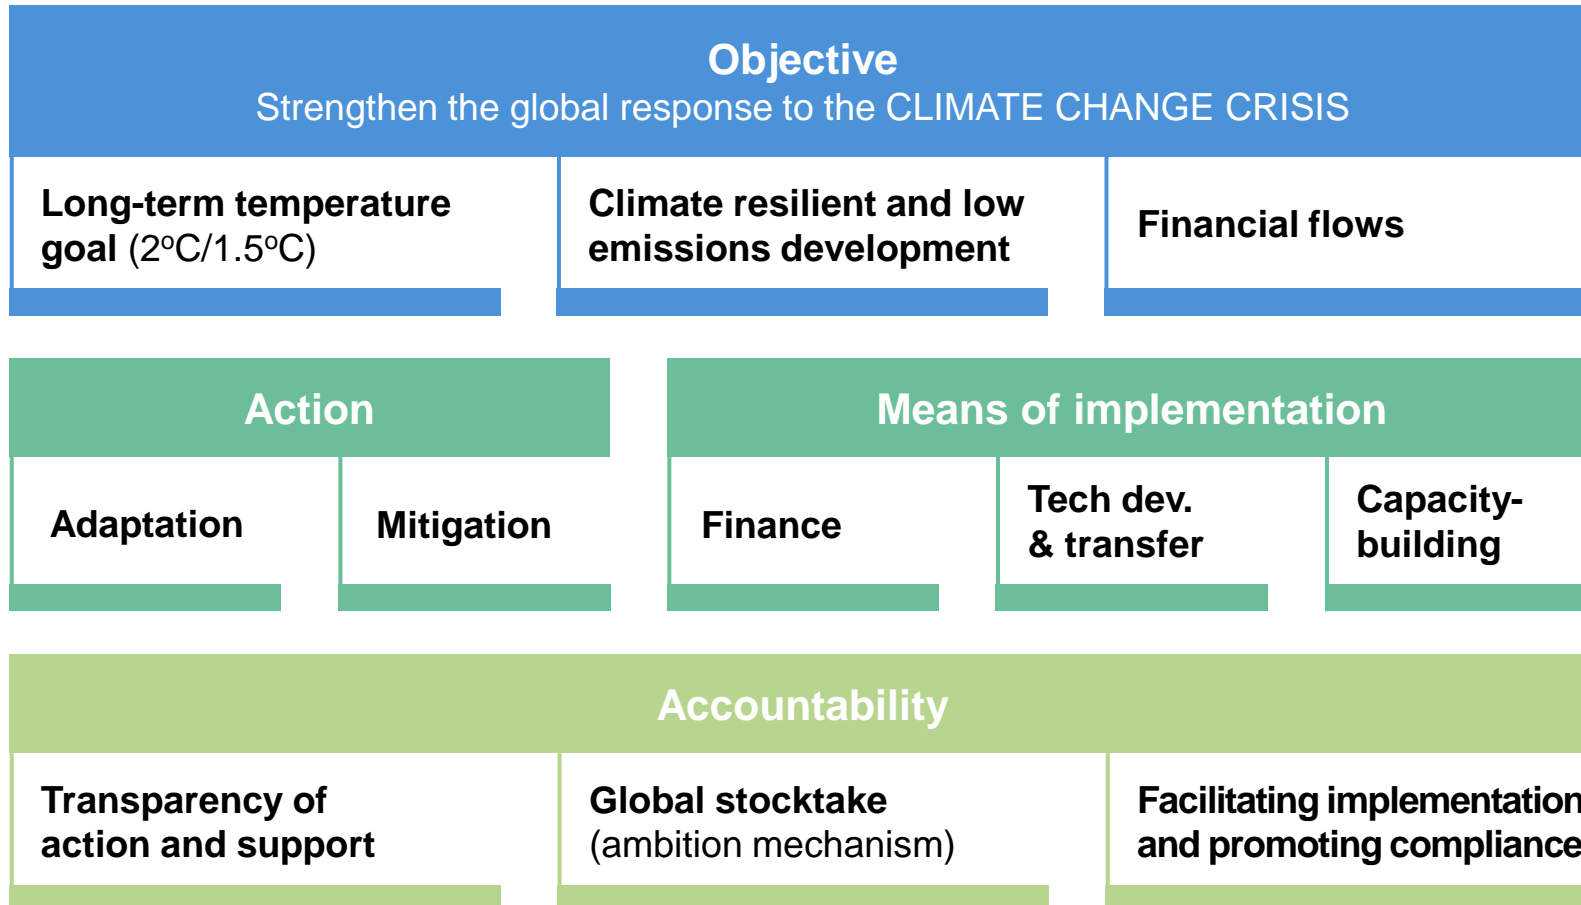 Objective
Strengthen the global response to the CLIMATE CHANGE CRISIS
Long-term temperature
goal (2ºC/1.5ºC)
Climate resilient and low
emissions development
Financial flows
Action
Means of implementation
Adaptation
Mitigation
Finance
Tech dev.
& transfer
Capacity-
building
Accountability
Transparency of
action and support
Global stocktake
(ambition mechanism)
Facilitating implementation
and promoting compliance